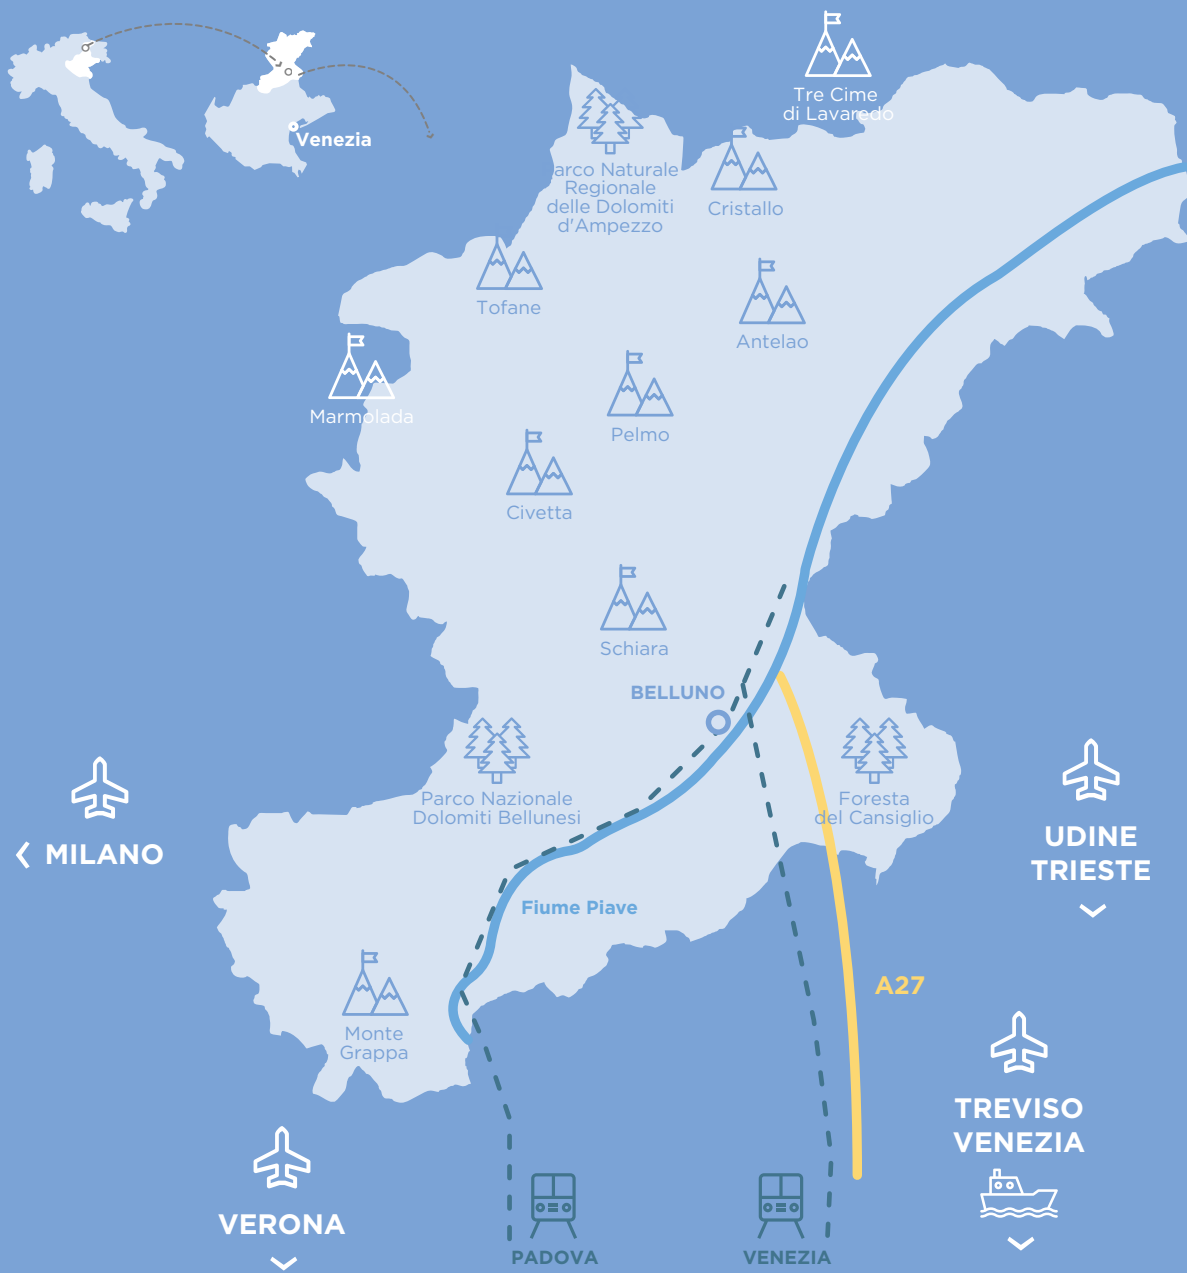 Tre Cime
di Lavaredo
Venezia
arco Naturale
Regionale
delle Dolomiti
d'Ampezzo
Cristallo
Tofane
Antelao
Marmolada
Pelmo
Civetta
Schiara
BELLUNO
Parco Nazionale
Dolomiti Bellunesi
Foresta
del Cansiglio
MILANO
UDINE
TRIESTE
Fiume Piave
A27
Monte
Grappa
TREVISO
VENEZIA
VERONA
PADOVA
VENEZIA